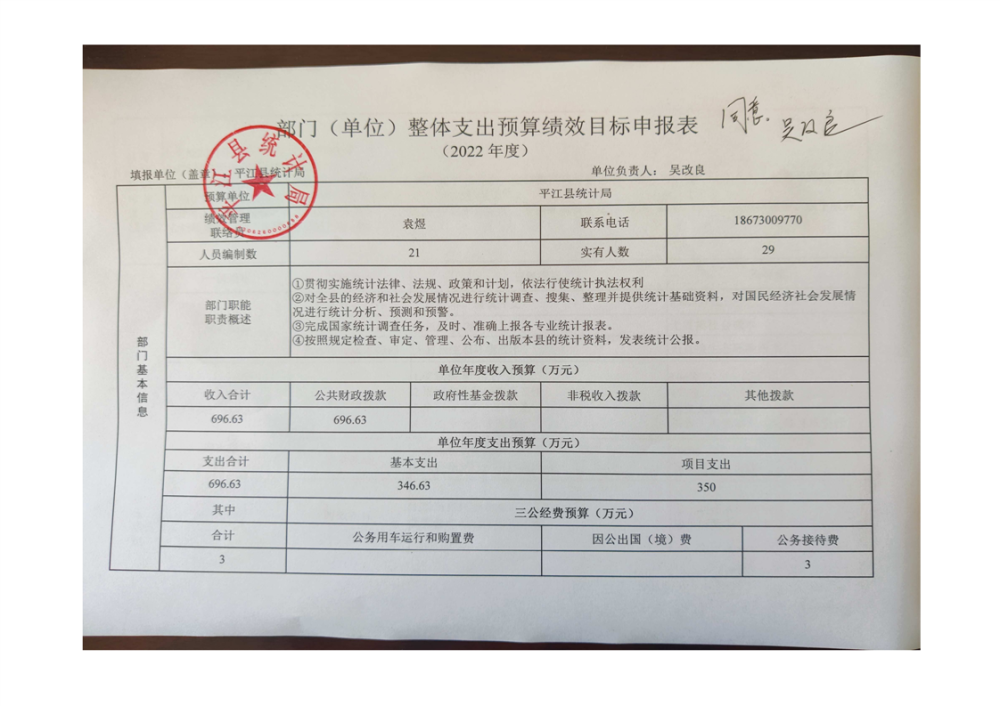 部门（单位）整体支出预算绩效目标申报表
同意. 吴改良
（2022 年度）
填报单位（盖章）：平江县统计局 单位负责人： 吴改良
平江县统计局
预算单位 平江县统计局
绩效管理
联络员 袁煜 联系电话 18673009770
人员编制数 21 实有人数 29
部门职能
职责概述
①贯彻实施统计法律、法规、政策和计划，依法行使统计执法权利
②对全县的经济和社会发展情况进行统计调查、搜集、整理并提供统计基础资料，对国民经济社会发展情
况进行统计分析、预测和预警。
③完成国家统计调查任务，及时、准确上报各专业统计报表。
④按照规定检查、审定、管理、公布、出版本县的统计资料，发表统计公报。
部门基本信息
单位年度收入预算（万元）
收入合计 公共财政拨款 政府性基金拨款 非税收入拨款 其他拨款
696.63 696.63
单位年度支出预算（万元）
支出合计 基本支出 项目支出
696.63 346.63 350
其中 三公经费预算（万元）
合计 公务用车运行和购置费 因公出国（境）费 公务接待费
3 3